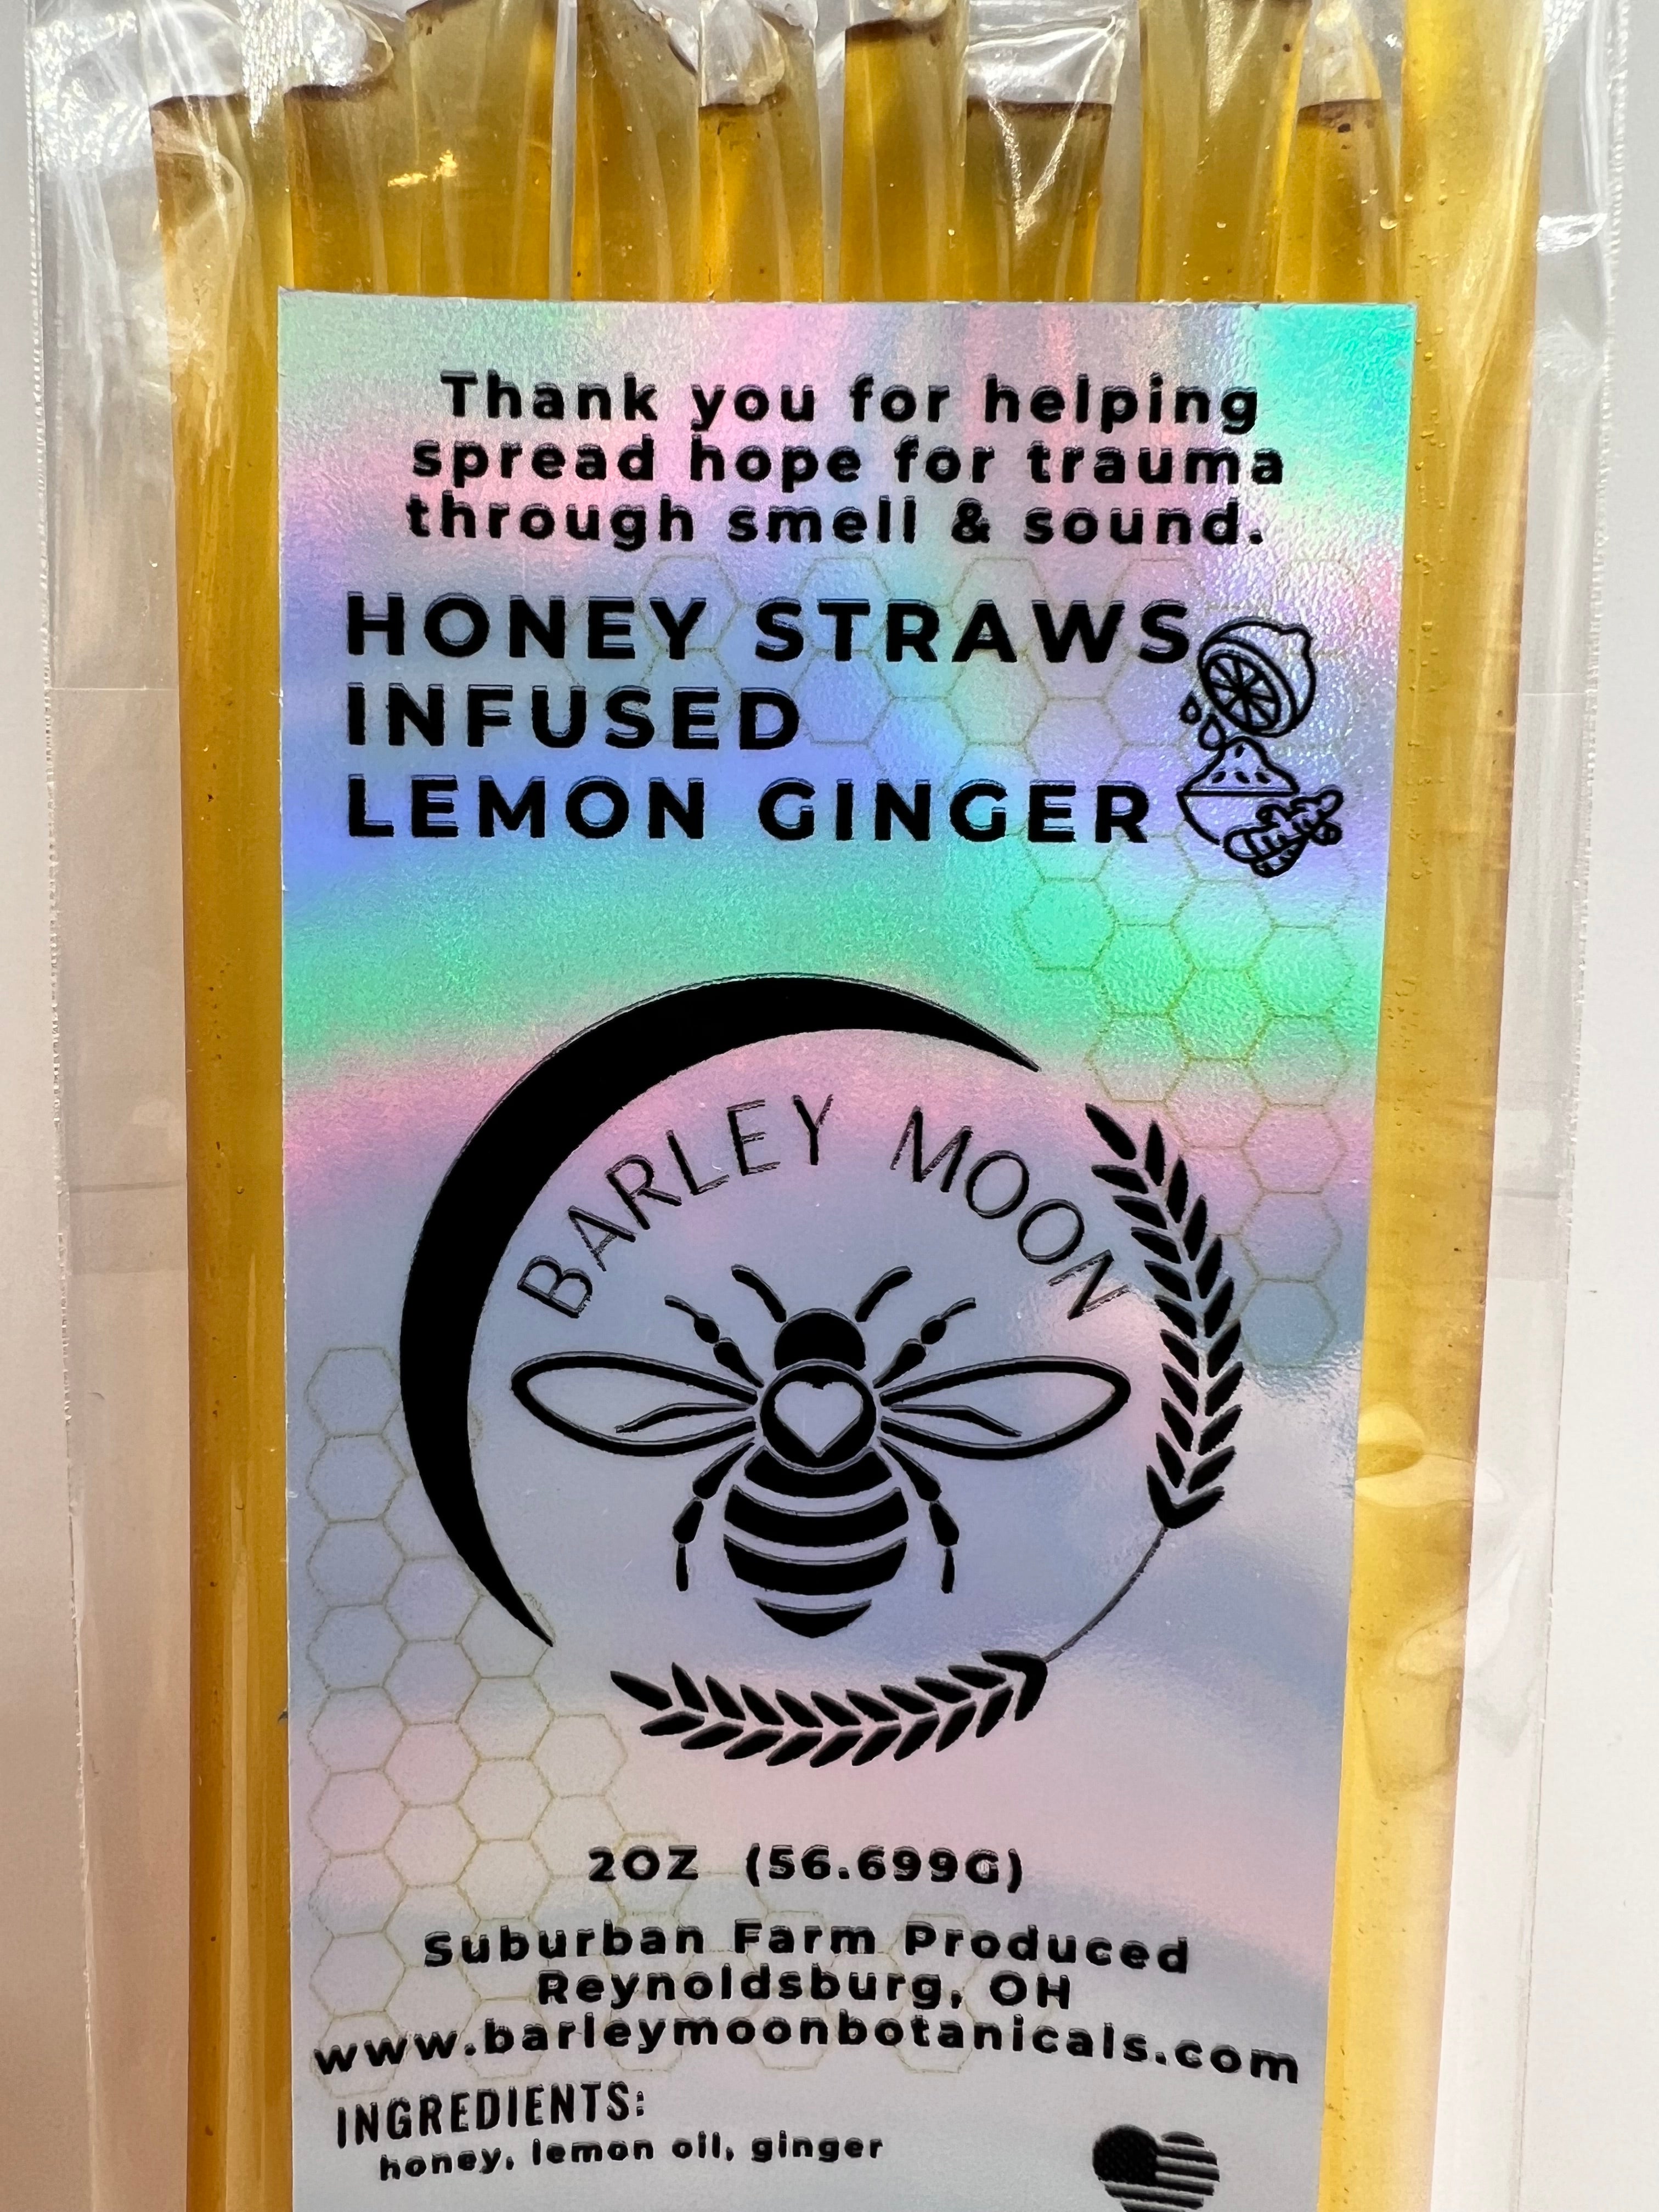 Thank you for helping
spread hope for trauma
through smell & sound.
HONEY STRAWS
INFUSED
LEMON GINGER
BARLEY MOON
2OZ (56.699G)
Suburban Farm Produced
Reynoldsburg, OH
www.barleymoonbotanicals.com
INGREDIENTS:
honey, lemon oil, ginger